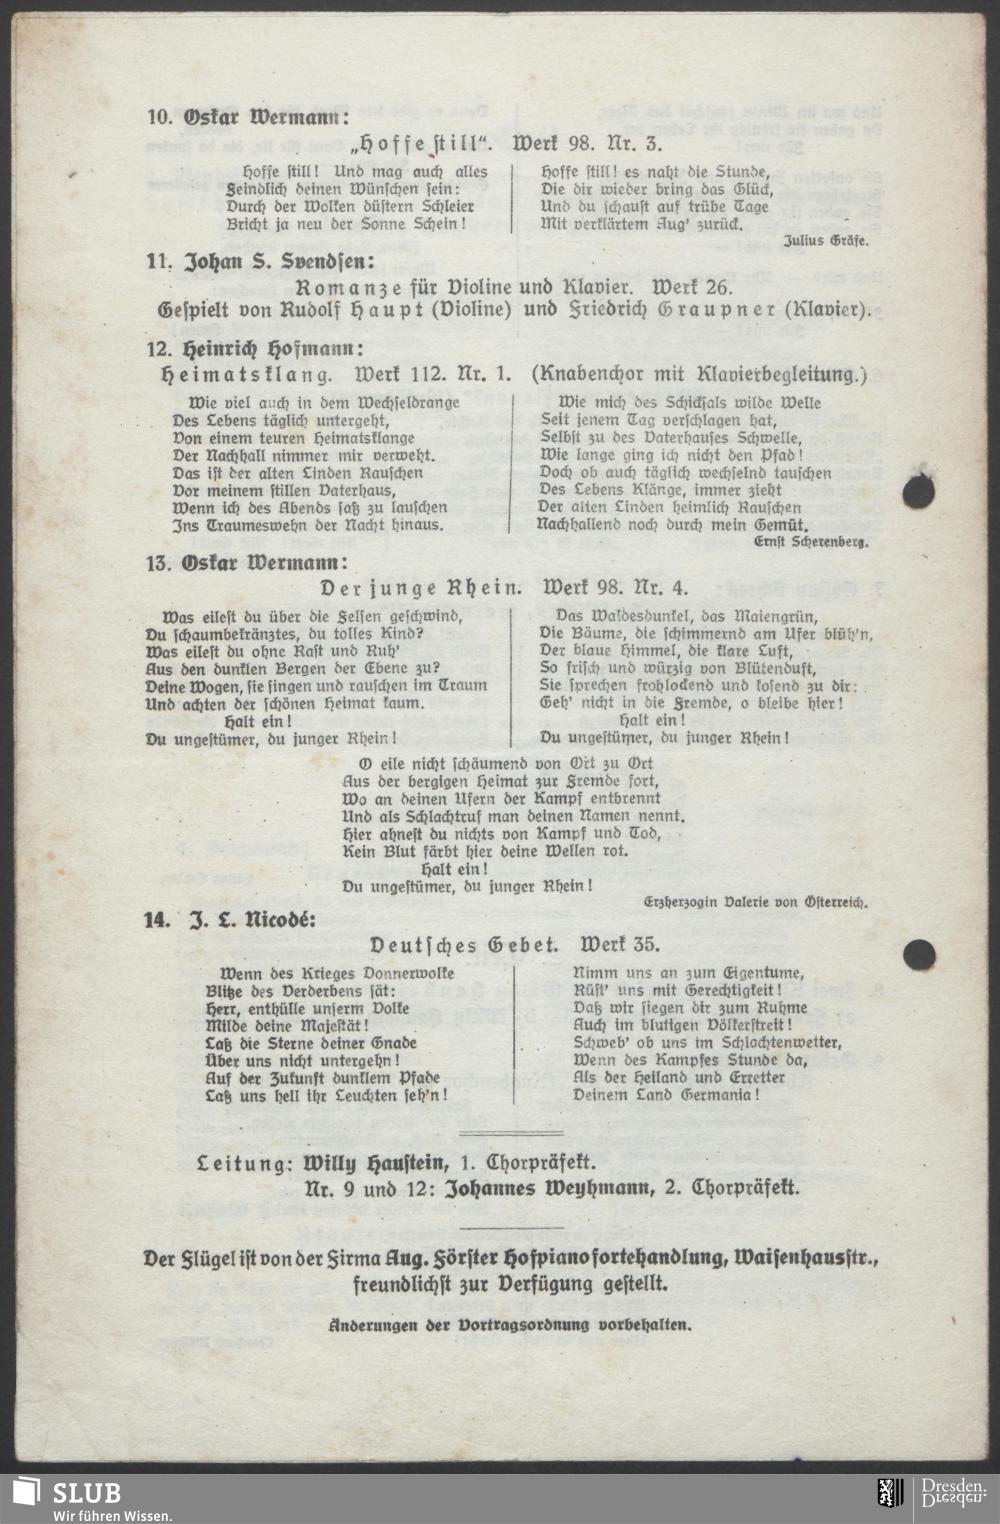 10. Oskar Wermann:
„Hoffe still“. Werk 98. Nr. 3.
Hoffe still! Und mag auch alles
Feindlich deinen Wünschen sein:
Durch der Wolken düstern Schleier
Bricht ja neu der Sonne Schein!
Hoffe still! es naht die Stunde,
Die dir wieder bring das Glück,
Und du schaust auf trübe Tage
Mit verklärtem Aug' zurück.
Julius Gräfe.
11. Johan S. Svendsen:
Romanze für Violine und Klavier. Werk 26.
Gespielt von Rudolf Haupt (Violine) und Friedrich Graupner (Klavier).
12. Heinrich Hofmann:
Heimatsklang. Werk 112. Nr. 1. (Knabenchor mit Klavierbegleitung.)
Wie viel auch in dem Wechseldrange
Des Lebens täglich untergeht,
Von einem teuren Heimatsklange
Der Nachhall nimmer mir verweht.
Das ist der alten Linden Rauschen
Vor meinem stillen Vaterhaus,
Wenn ich des Abends saß zu lauschen
Ins Traumeswehn der Nacht hinaus.
Wie mich des Schicksals wilde Welle
Seit jenem Tag verschlagen hat,
Selbst zu des Vaterhauses Schwelle,
Wie lange ging ich nicht den Pfad!
Doch ob auch täglich wechselnd tauschen
Des Lebens Klänge, immer zieht
Der alten Linden heimlich Rauschen
Nachhallend noch durch mein Gemüt.
Ernst Scherenberg.
13. Oskar Wermann:
Der junge Rhein. Werk 98. Nr. 4.
Was eilest du über die Felsen geschwind,
Du schaumbekränztes, du tolles Kind?
Was eilest du ohne Rast und Ruh'
Aus den dunklen Bergen der Ebene zu?
Deine Wogen, sie singen und rauschen im Traum
Und achten der schönen Heimat kaum.
Halt ein!
Du ungestümer, du junger Rhein!
Das Waldesdunkel, das Maiengrün,
Die Bäume, die schimmernd am Ufer blüh'n,
Der blaue Himmel, die klare Luft,
So frisch und würzig von Blütenduft,
Sie sprechen frohlockend und kosend zu dir:
Geh' nicht in die Fremde, o bleibe hier!
Halt ein!
Du ungestümer, du junger Rhein!
O eile nicht schäumend von Ort zu Ort
Aus der bergigen Heimat zur Fremde fort,
Wo an deinen Ufern der Kampf entbrennt
Und als Schlachtruf man deinen Namen nennt.
Hier ahnest du nichts von Kampf und Tod,
Kein Blut färbt hier deine Wellen rot.
Halt ein!
Du ungestümer, du junger Rhein!
Erzherzogin Valerie von Österreich.
14. J. L. Nicodé:
Deutsches Gebet. Werk 35.
Wenn des Krieges Donnerwolke
Blitze des Verderbens sät:
Herr, enthülle unserm Volke
Milde deine Majestät!
Laß die Sterne deiner Gnade
Über uns nicht untergehn!
Auf der Zukunft dunklem Pfade
Laß uns hell ihr Leuchten seh'n!
Nimm uns an zum Eigentume,
Rüst' uns mit Gerechtigkeit!
Daß wir siegen dir zum Ruhme
Auch im blutigen Völkerstreit!
Schweb' ob uns im Schlachtenwetter,
Wenn des Kampfes Stunde da,
Als der Heiland und Erretter
Deinem Land Germania!
Leitung: Willy Haustein, 1. Chorpräfekt.
Nr. 9 und 12: Johannes Weyhmann, 2. Chorpräfekt.
Der Flügel ist von der Firma Aug. Förster Hofpianofortehandlung, Waisenhausstr.,
freundlichst zur Verfügung gestellt.
Änderungen der Vortragsordnung vorbehalten.
SLUB
Wir führen Wissen.
Dresden.
Dresden.